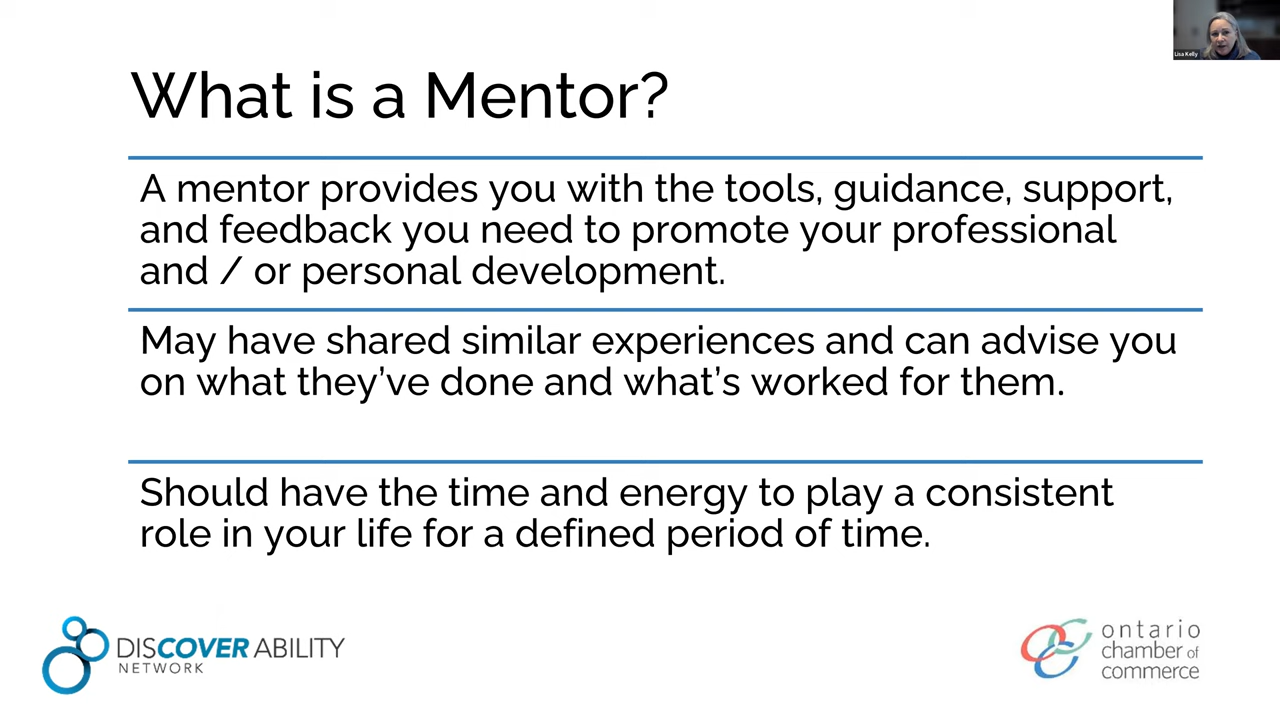 Lisa Kelly
What is a Mentor?
A mentor provides you with the tools, guidance, support,
and feedback you need to promote your professional
and / or personal development.
May have shared similar experiences and can advise you
on what they’ve done and what’s worked for them.
Should have the time and energy to play a consistent
role in your life for a defined period of time.
DISCOVER ABILITY
NETWORK
ontario
chamber of
commerce